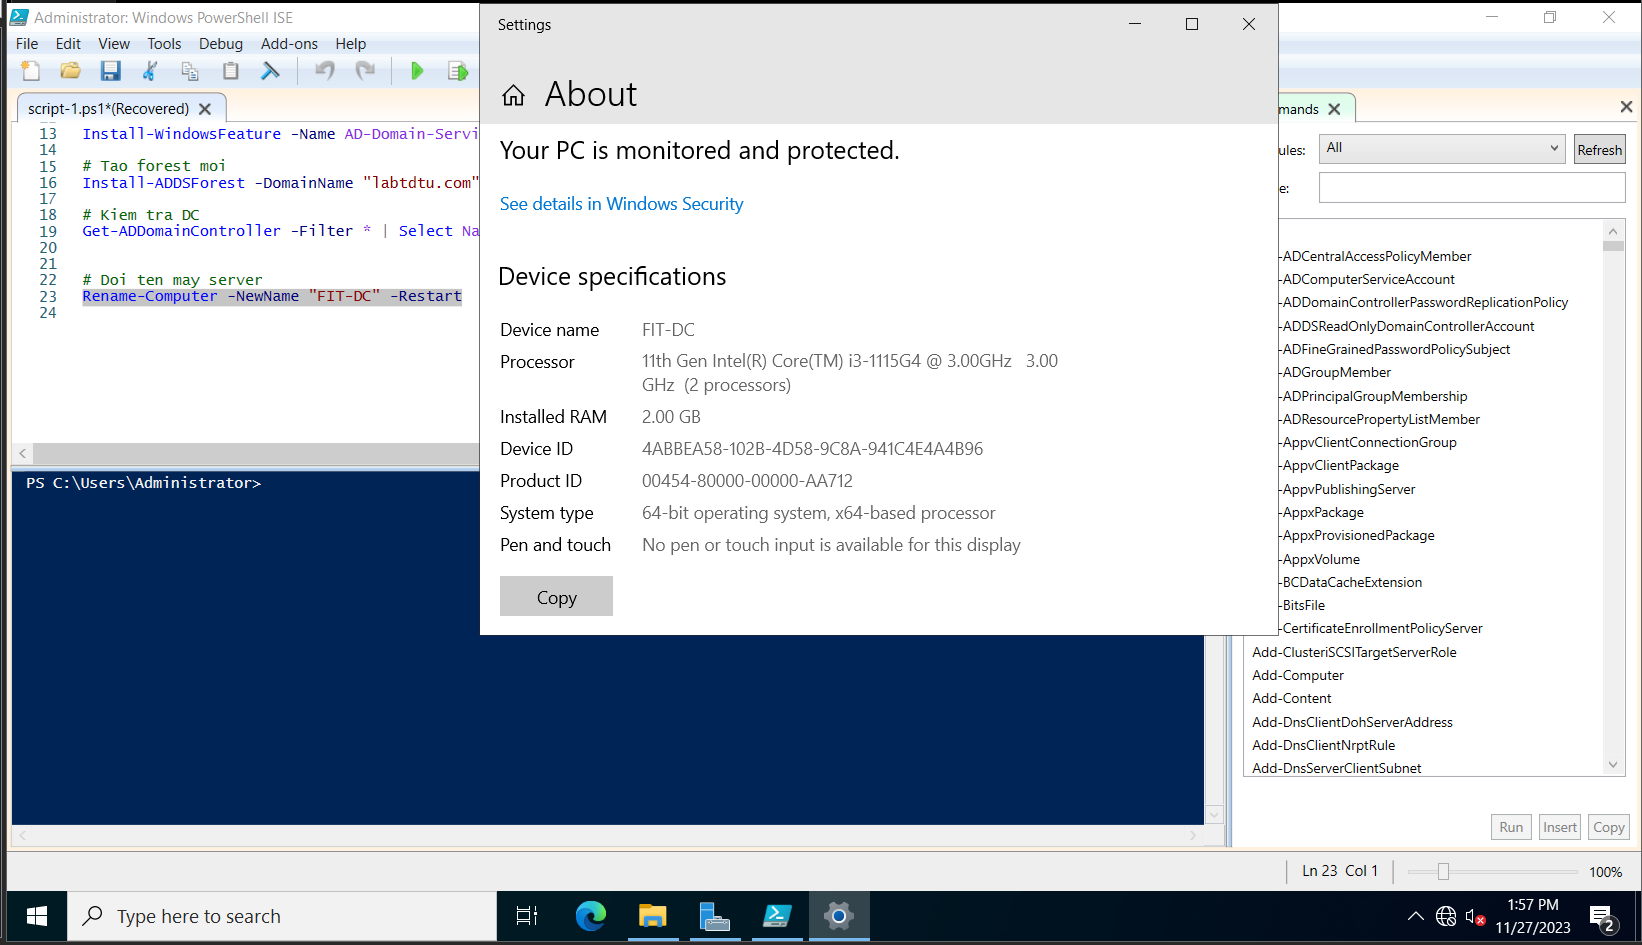 Administrator: Windows PowerShell ISE
File Edit View Tools Debug Add-ons Help
script-1.ps1*(Recovered)
13 Install-WindowsFeature -Name AD-Domain-Servi
14
15 # Tao forest moi
16 Install-ADDSForest -DomainName "labtdtu.com"
17
18 # Kiem tra DC
19 Get-ADDomainController -Filter * | Select Na
20
21
22 # Doi ten may server
23 Rename-Computer -NewName "FIT-DC" -Restart
24
PS C:\Users\Administrator>
Settings
About
Your PC is monitored and protected.
See details in Windows Security
Device specifications
Device name FIT-DC
Processor 11th Gen Intel(R) Core(TM) i3-1115G4 @ 3.00GHz 3.00
GHz (2 processors)
Installed RAM 2.00 GB
Device ID 4ABBEA58-102B-4D58-9C8A-941C4E4A4B96
Product ID 00454-80000-00000-AA712
System type 64-bit operating system, x64-based processor
Pen and touch No pen or touch input is available for this display
Copy
mands
ules: All Refresh
e:
-ADCentralAccessPolicyMember
-ADComputerServiceAccount
-ADDomainControllerPasswordReplicationPolicy
-ADDSReadOnlyDomainControllerAccount
-ADFineGrainedPasswordPolicySubject
-ADGroupMember
-ADPrincipalGroupMembership
-ADResourcePropertyListMember
-AppvClientConnectionGroup
-AppvClientPackage
-AppvPublishingServer
-AppxPackage
-AppxProvisionedPackage
-AppxVolume
-BCDataCacheExtension
-BitsFile
-CertificateEnrollmentPolicyServer
Add-ClusteriSCSITargetServerRole
Add-Computer
Add-Content
Add-DnsClientDohServerAddress
Add-DnsClientNrptRule
Add-DnsServerClientSubnet
Run Insert Copy
Ln 23 Col 1 100%
Type here to search
1:57 PM
11/27/2023
2